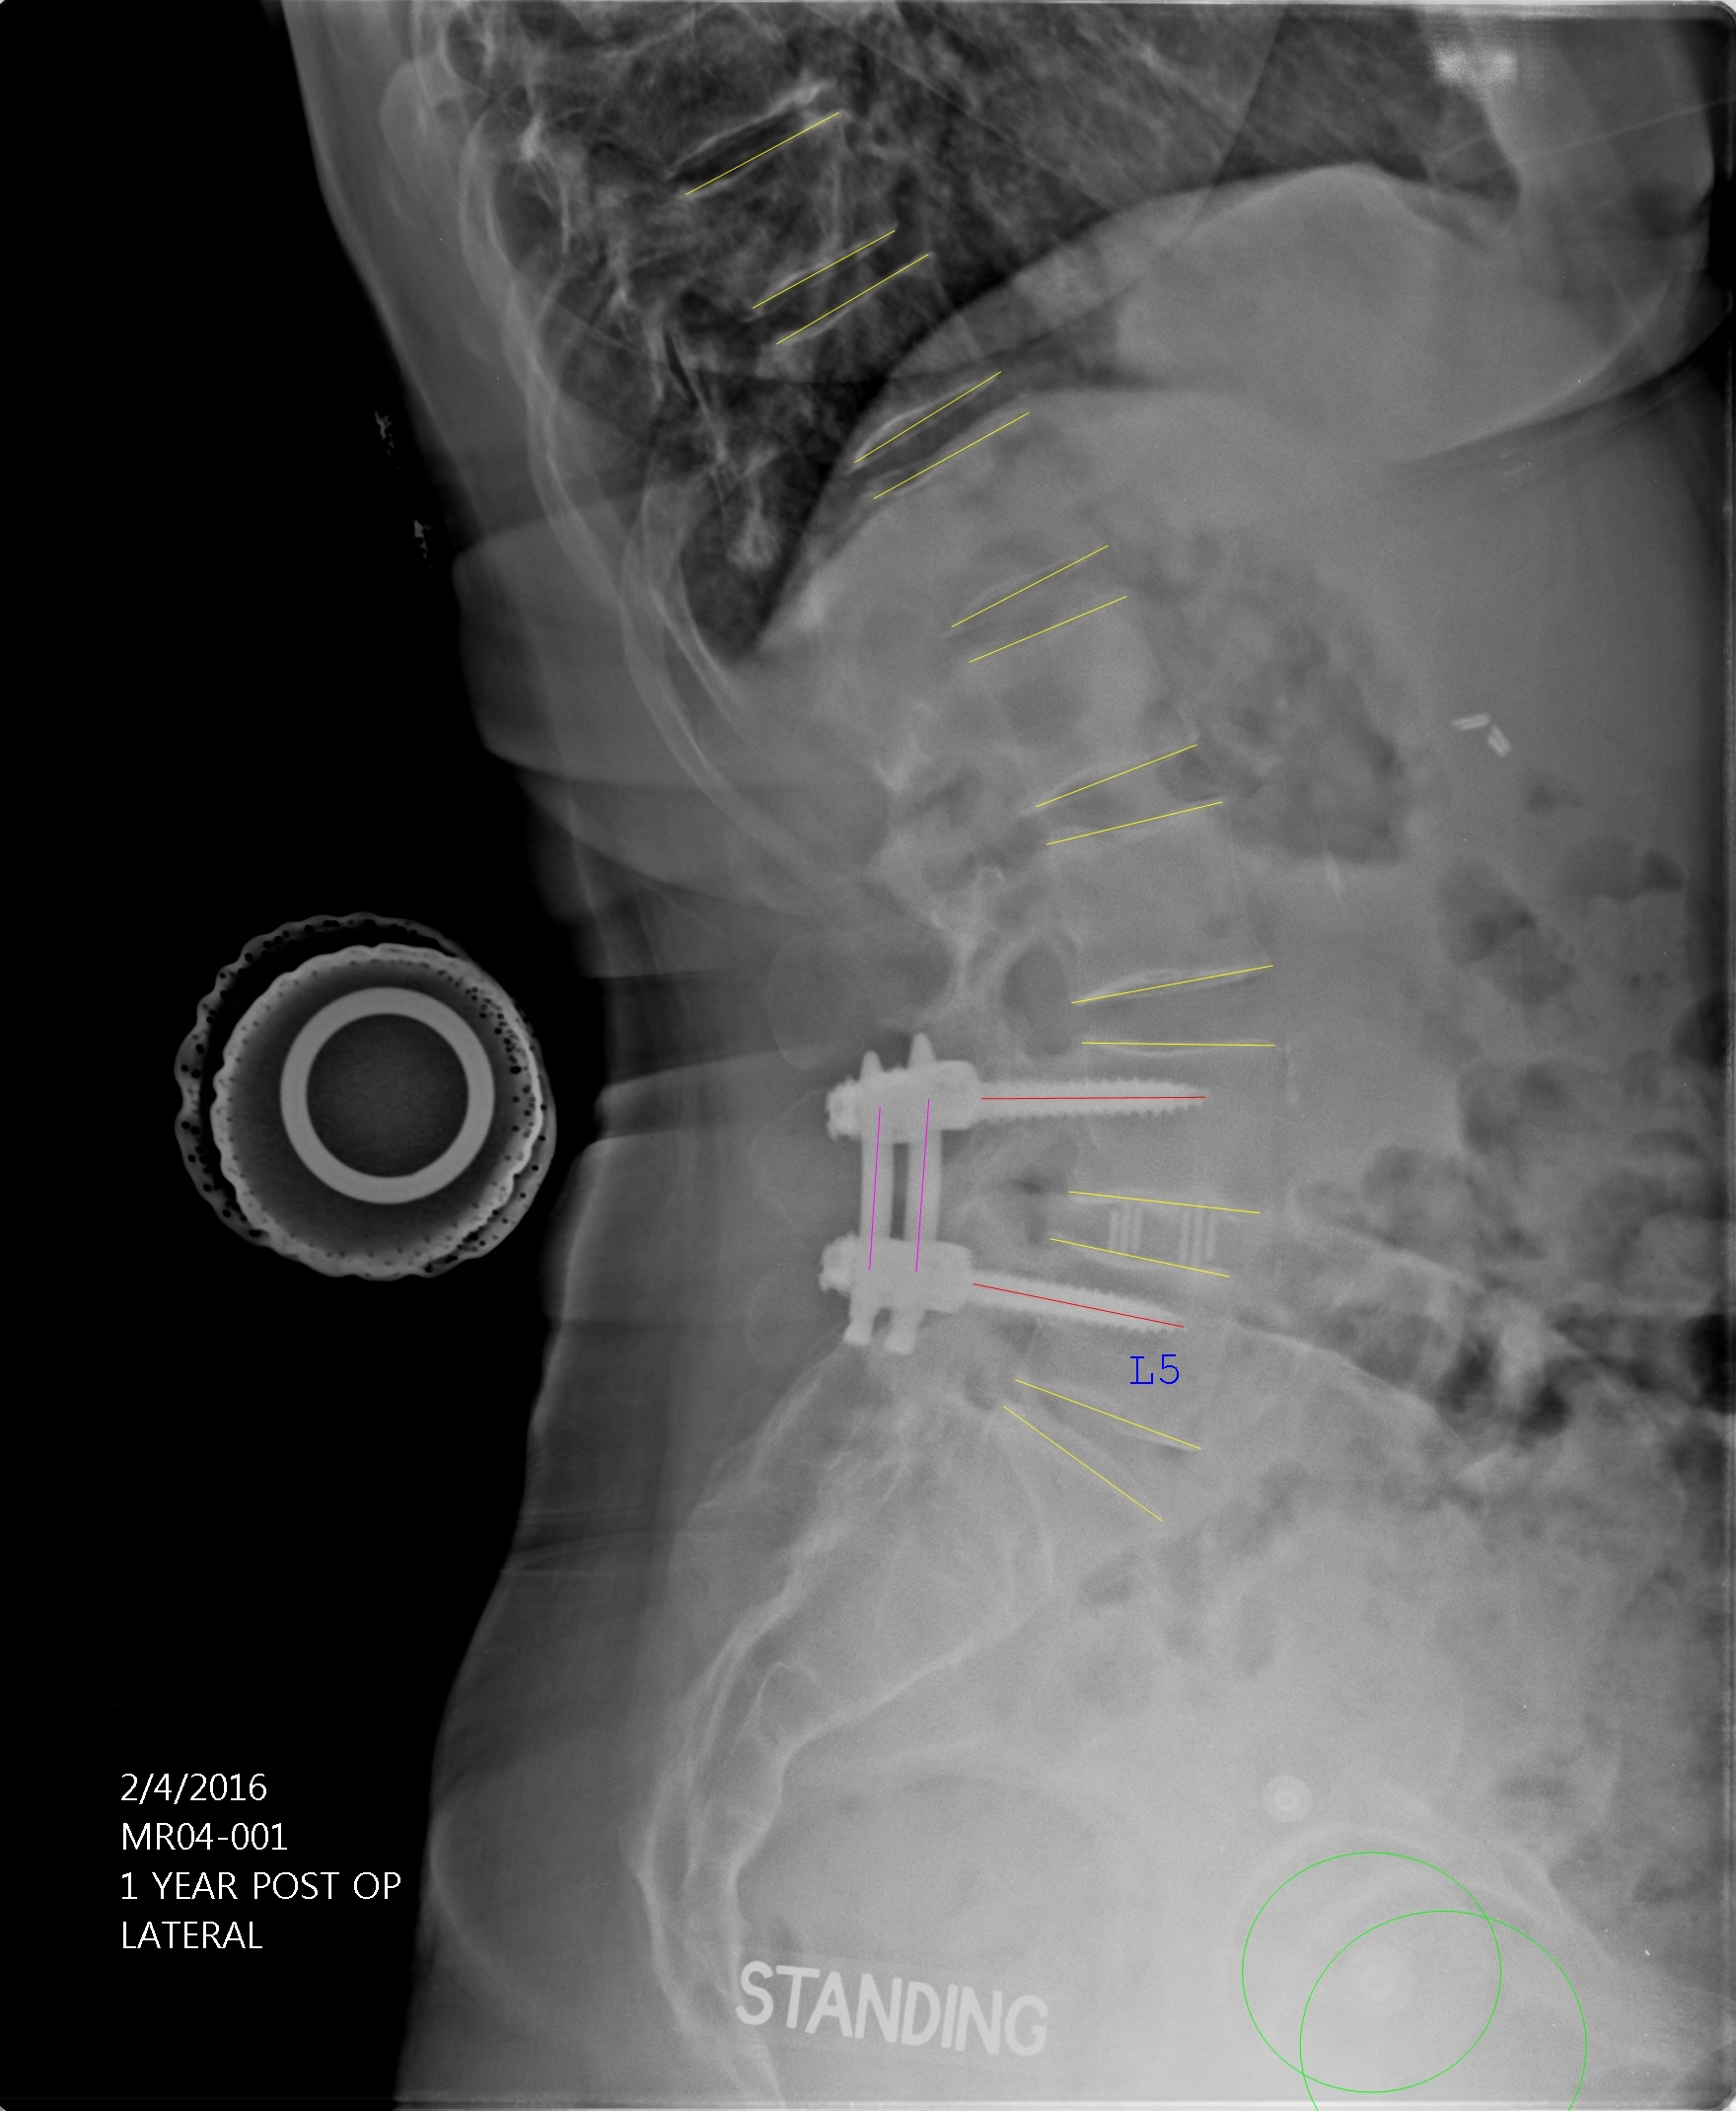 L5
2/4/2016
MR04-001
1 YEAR POST OP
LATERAL
STANDING